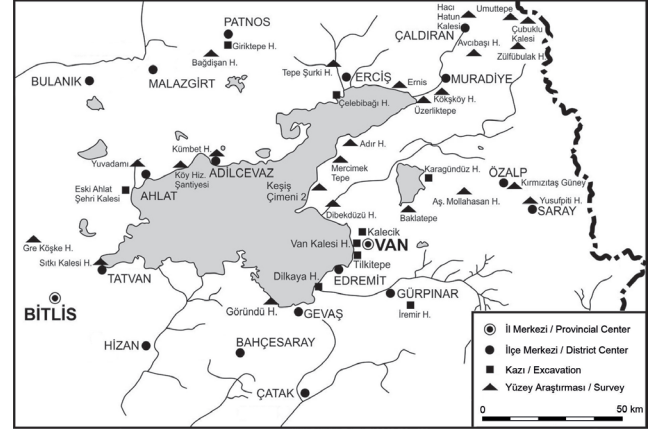 Hacı
Hatun
Kalesi
Umuttepe
Çubuklu
Kalesi
PATNOS
Giriktepe H.
Bağdişan H.
ÇALDIRAN
Avcıbaşı H.
Zülfübulak H.
BULANIK
MALAZGİRT
Tepe Şurki H.
ERCİŞ
Ernis
MURADİYE
Çelebibağı H.
Kökşköy H.
Üzerliktepe
Kümbet H.
Adır H.
Yuvadamı
Köy Hiz.
Şantiyesi
ADİLCEVAZ
Mercimek
Tepe
Karagündüz H.
ÖZALP
Kırmızıtaş Güney
Eski Ahlat
Şehri Kalesi
AHLAT
Keşiş
Çimeni 2
Aş. Mollahasan H.
Yusufpiti H.
SARAY
Dibekdüzü H.
Baklatepe
Gre Köşke H.
Kalecik
Van Kalesi H.
VAN
Sıtkı Kalesi H.
Tilkitepe
TATVAN
Dilkaya H.
EDREMİT
BİTLİS
Göründü H.
GEVAŞ
GÜRPINAR
İremir H.
HİZAN
BAHÇESARAY
ÇATAK
İl Merkezi / Provincial Center
İlçe Merkezi / District Center
Kazı / Excavation
Yüzey Araştırması / Survey
0 50 km